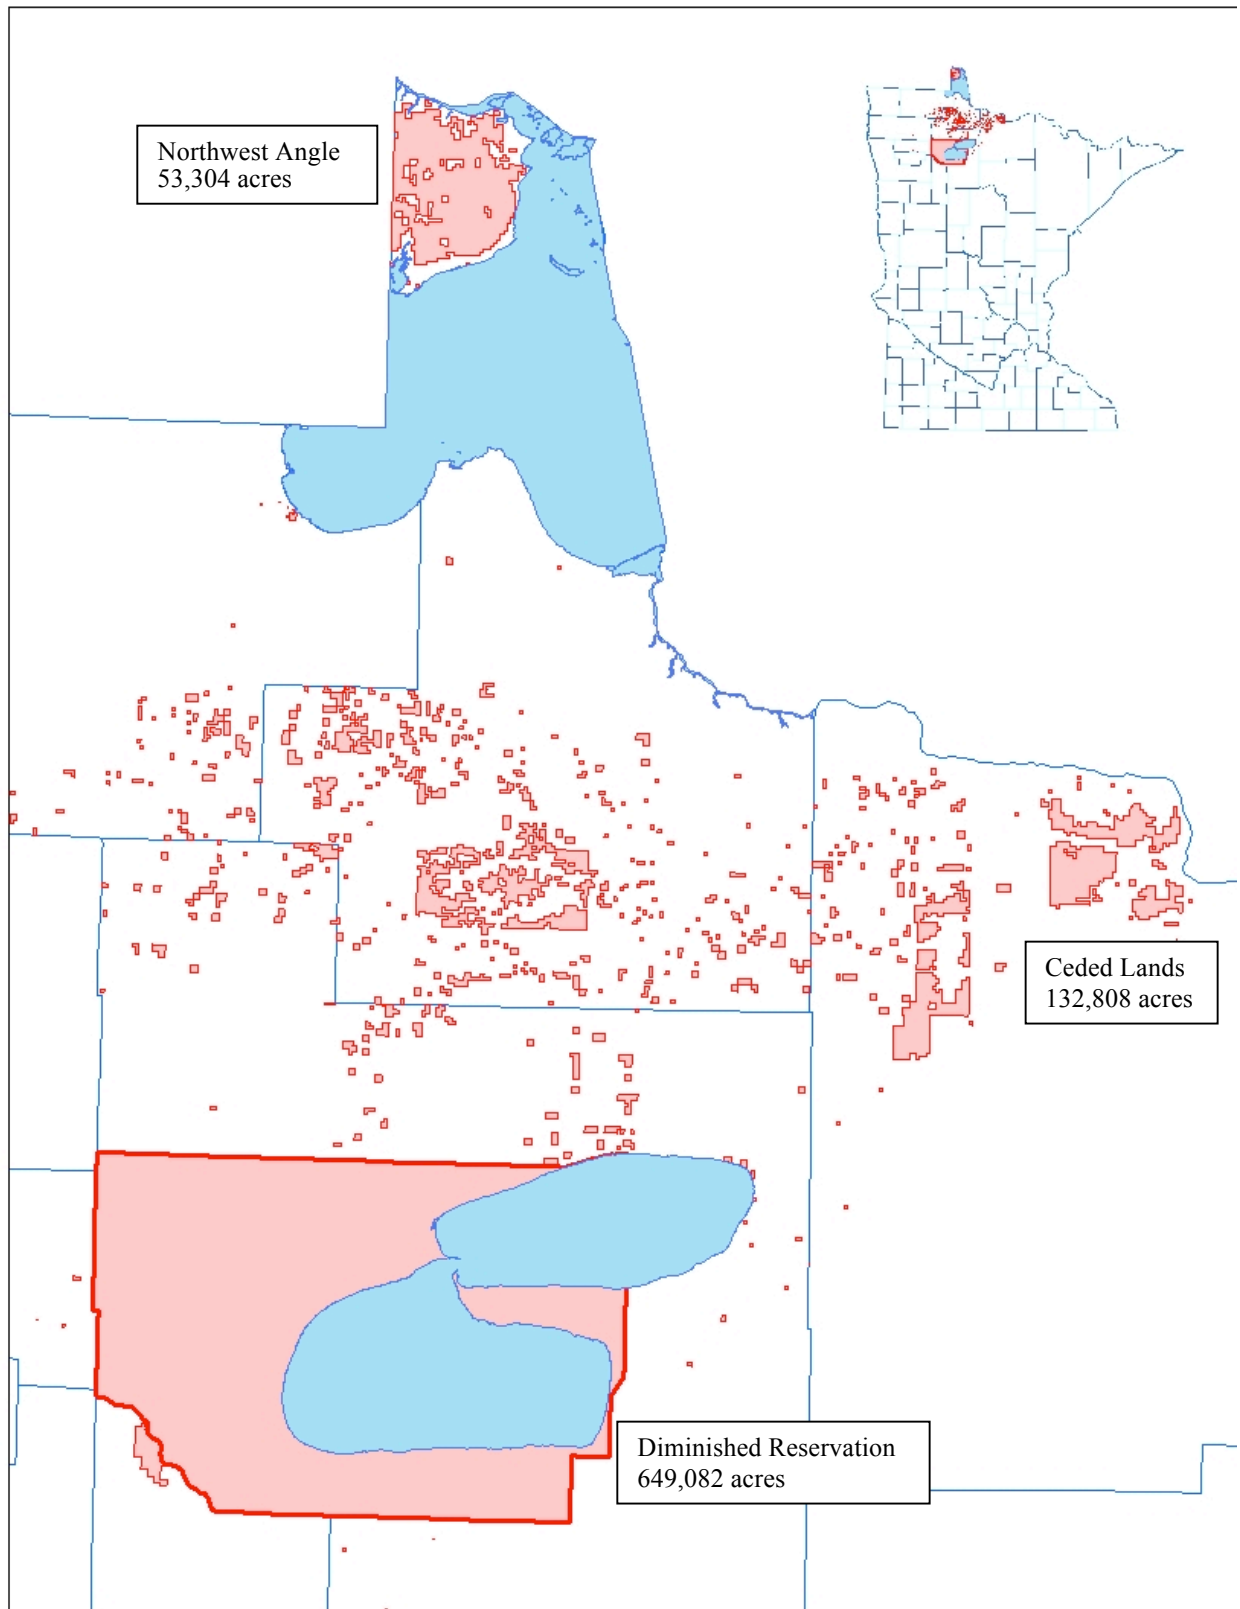 Northwest Angle
53,304 acres
Ceded Lands
132,808 acres
Diminished Reservation
649,082 acres